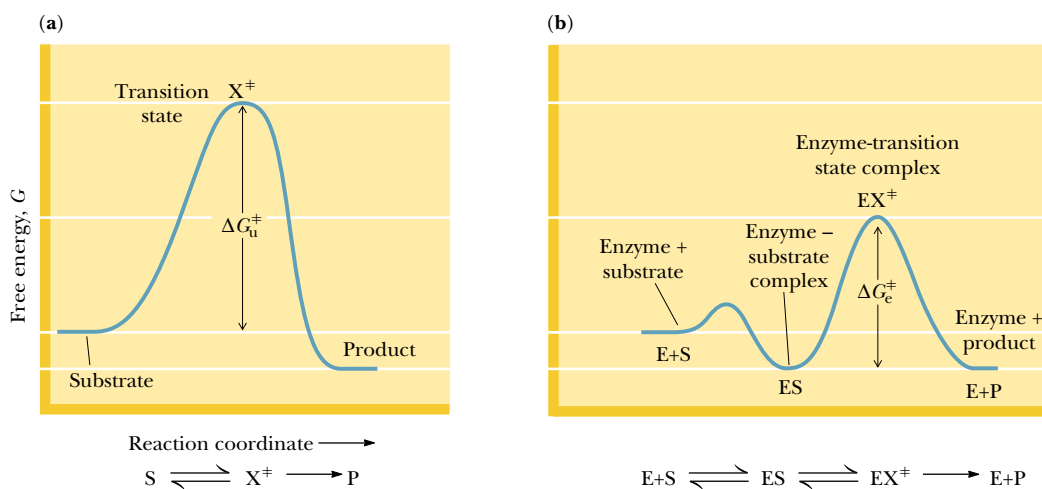 (a)
Free energy, G
Transition
state
X‡
ΔG‡u
Substrate
Product
Reaction coordinate ⟶
S ⇌ X‡ ⟶ P
(b)
Enzyme-transition
state complex
EX‡
Enzyme +
substrate
Enzyme –
substrate
complex
ΔG‡e
Enzyme +
product
E+S
ES
E+P
E+S ⇌ ES ⇌ EX‡ ⟶ E+P